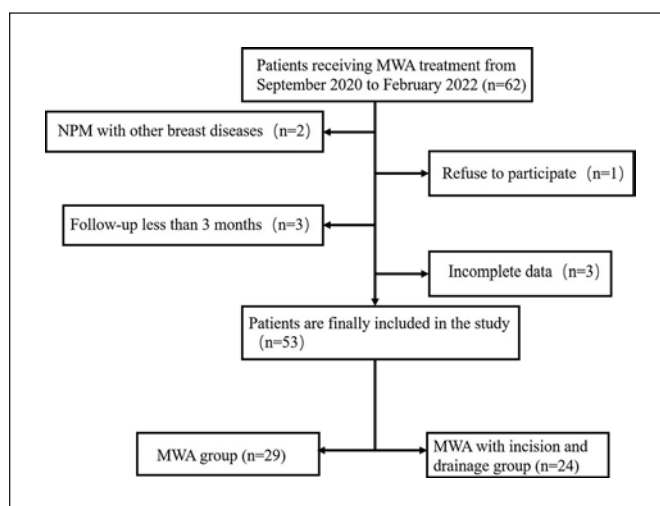 Patients receiving MWA treatment from
September 2020 to February 2022 (n=62)
NPM with other breast diseases (n=2)
Refuse to participate (n=1)
Follow-up less than 3 months (n=3)
Incomplete data (n=3)
Patients are finally included in the study
(n=53)
MWA group (n=29)
MWA with incision and
drainage group (n=24)